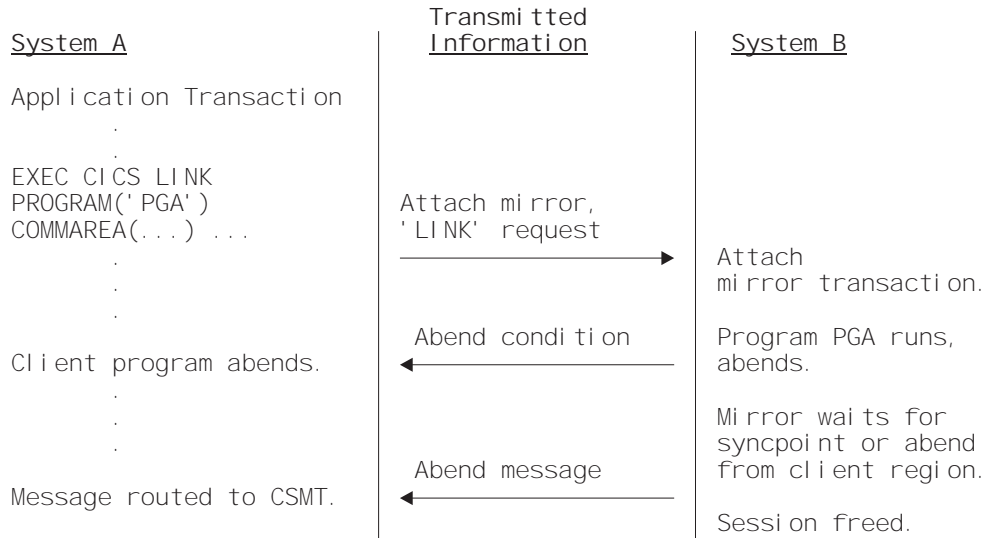 Transmitted
System A Information System B
Application Transaction
.
.
EXEC CICS LINK
PROGRAM('PGA') Attach mirror,
COMMAREA(...) ... 'LINK' request
. Attach
. mirror transaction.
.
Abend condition Program PGA runs,
Client program abends. abends.
.
. Mirror waits for
. syncpoint or abend
Abend message from client region.
Message routed to CSMT.
Session freed.